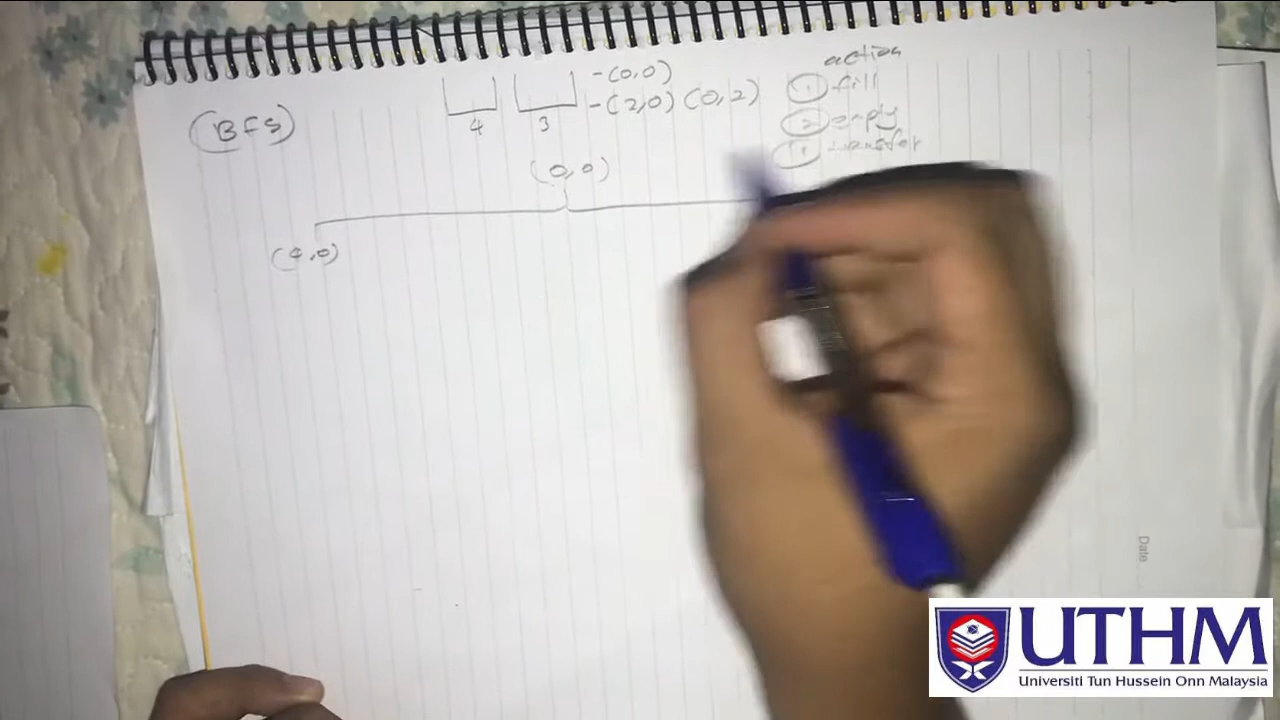 action
-(0,0)
1 fill
-(2,0) (0,2)
(BFS)
4 3
2 empty
transfer
(0,0)
(4,0)
Date
UTHM
Universiti Tun Hussein Onn Malaysia